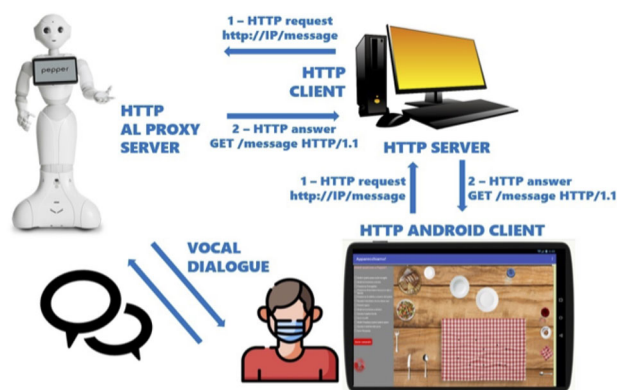 1 – HTTP request
http://IP/message
pepper
HTTP
CLIENT
HTTP
AL PROXY
SERVER
2 – HTTP answer
GET /message HTTP/1.1
HTTP SERVER
1 – HTTP request
http://IP/message
2 – HTTP answer
GET /message HTTP/1.1
HTTP ANDROID CLIENT
VOCAL
DIALOGUE